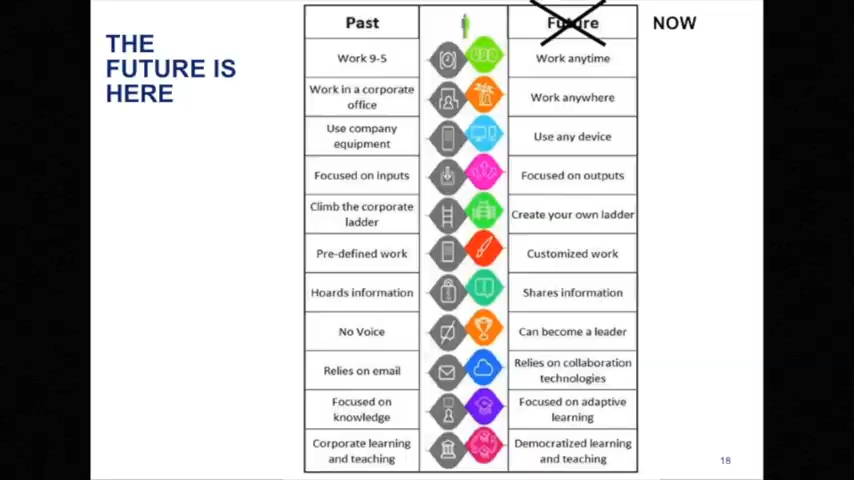 THE
FUTURE IS
HERE
Past
Future
NOW
Work 9-5
Work anytime
Work in a corporate
office
Work anywhere
Use company
equipment
Use any device
Focused on inputs
Focused on outputs
Climb the corporate
ladder
Create your own ladder
Pre-defined work
Customized work
Hoards information
Shares information
No Voice
Can become a leader
Relies on email
Relies on collaboration
technologies
Focused on
knowledge
Focused on adaptive
learning
Corporate learning
and teaching
Democratized learning
and teaching
18